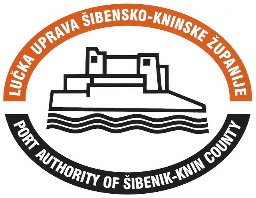 LUČKA UPRAVA ŠIBENSKO-KNINSKE ŽUPANIJE
PORT AUTHORITY OF ŠIBENIK-KNIN COUNTY